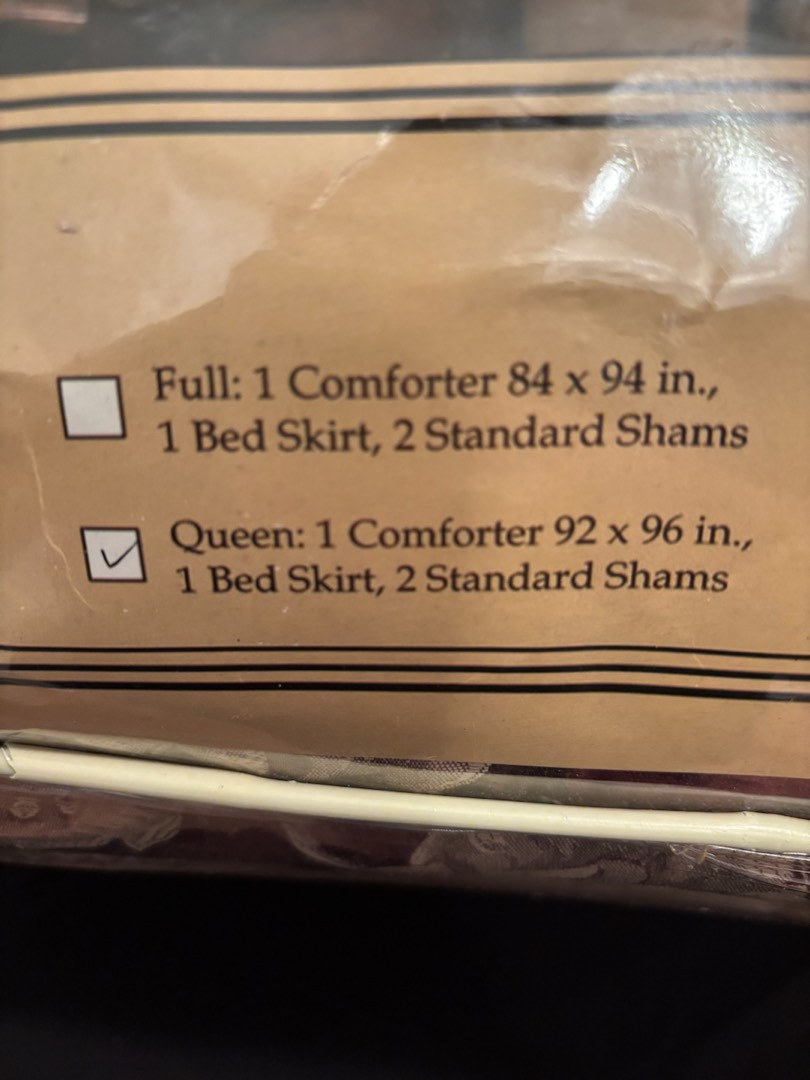 Full: 1 Comforter 84 x 94 in.,
1 Bed Skirt, 2 Standard Shams
Queen: 1 Comforter 92 x 96 in.,
1 Bed Skirt, 2 Standard Shams